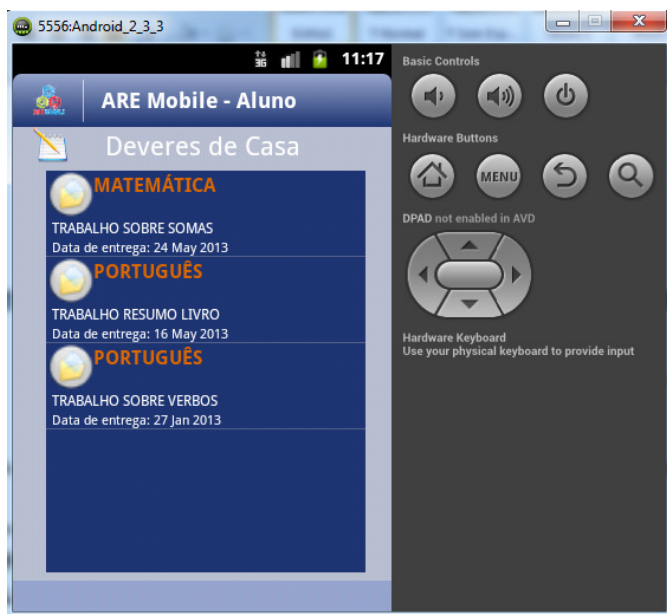 5556:Android_2_3_3
3G
11:17
ARE Mobile - Aluno
Deveres de Casa
MATEMÁTICA
TRABALHO SOBRE SOMAS
Data de entrega: 24 May 2013
PORTUGUÊS
TRABALHO RESUMO LIVRO
Data de entrega: 16 May 2013
PORTUGUÊS
TRABALHO SOBRE VERBOS
Data de entrega: 27 Jan 2013
Basic Controls
Hardware Buttons
MENU
DPAD not enabled in AVD
Hardware Keyboard
Use your physical keyboard to provide input